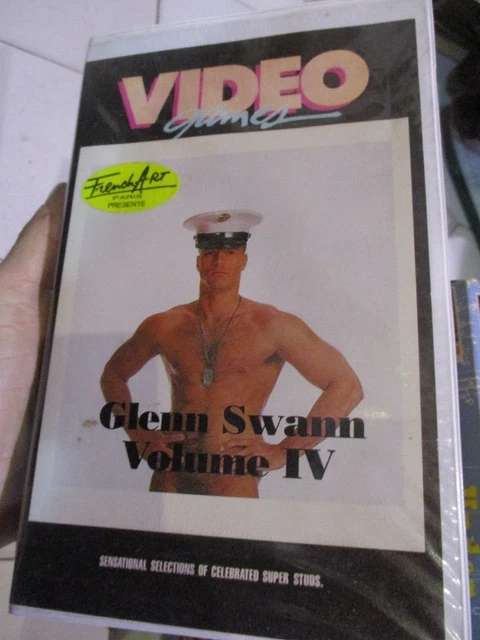 VIDEO
Games
French ART
PARIS
PRESENTE
Glenn Swann
Volume IV
SENSATIONAL SELECTIONS OF CELEBRATED SUPER STUDS.